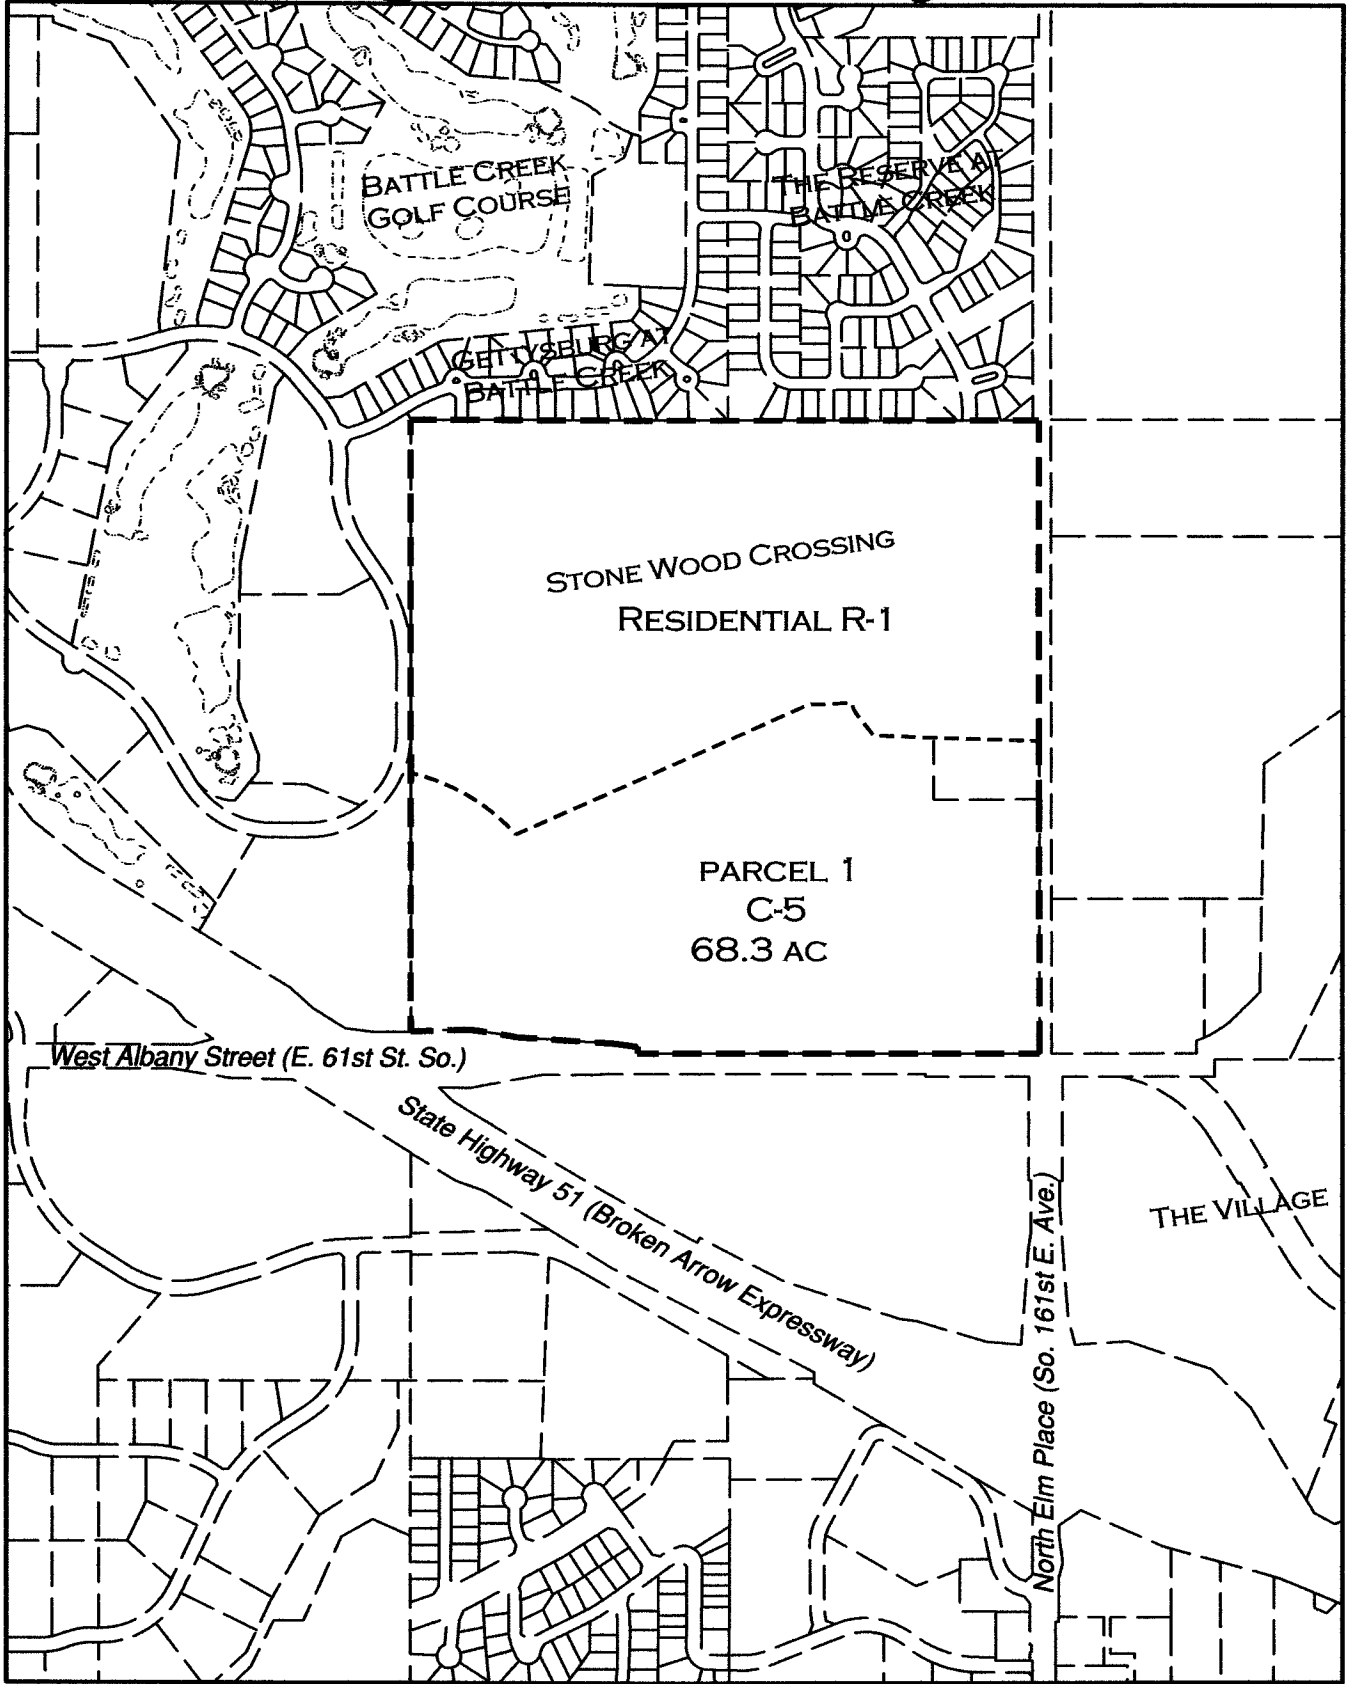 BATTLE CREEK
GOLF COURSE
THE RESERVE AT
BATTLE CREEK
GETTYSBURG AT
BATTLE CREEK
STONE WOOD CROSSING
RESIDENTIAL R-1
PARCEL 1
C-5
68.3 AC
West Albany Street (E. 61st St. So.)
State Highway 51 (Broken Arrow Expressway)
THE VILLAGE
North Elm Place (So. 161st E. Ave.)